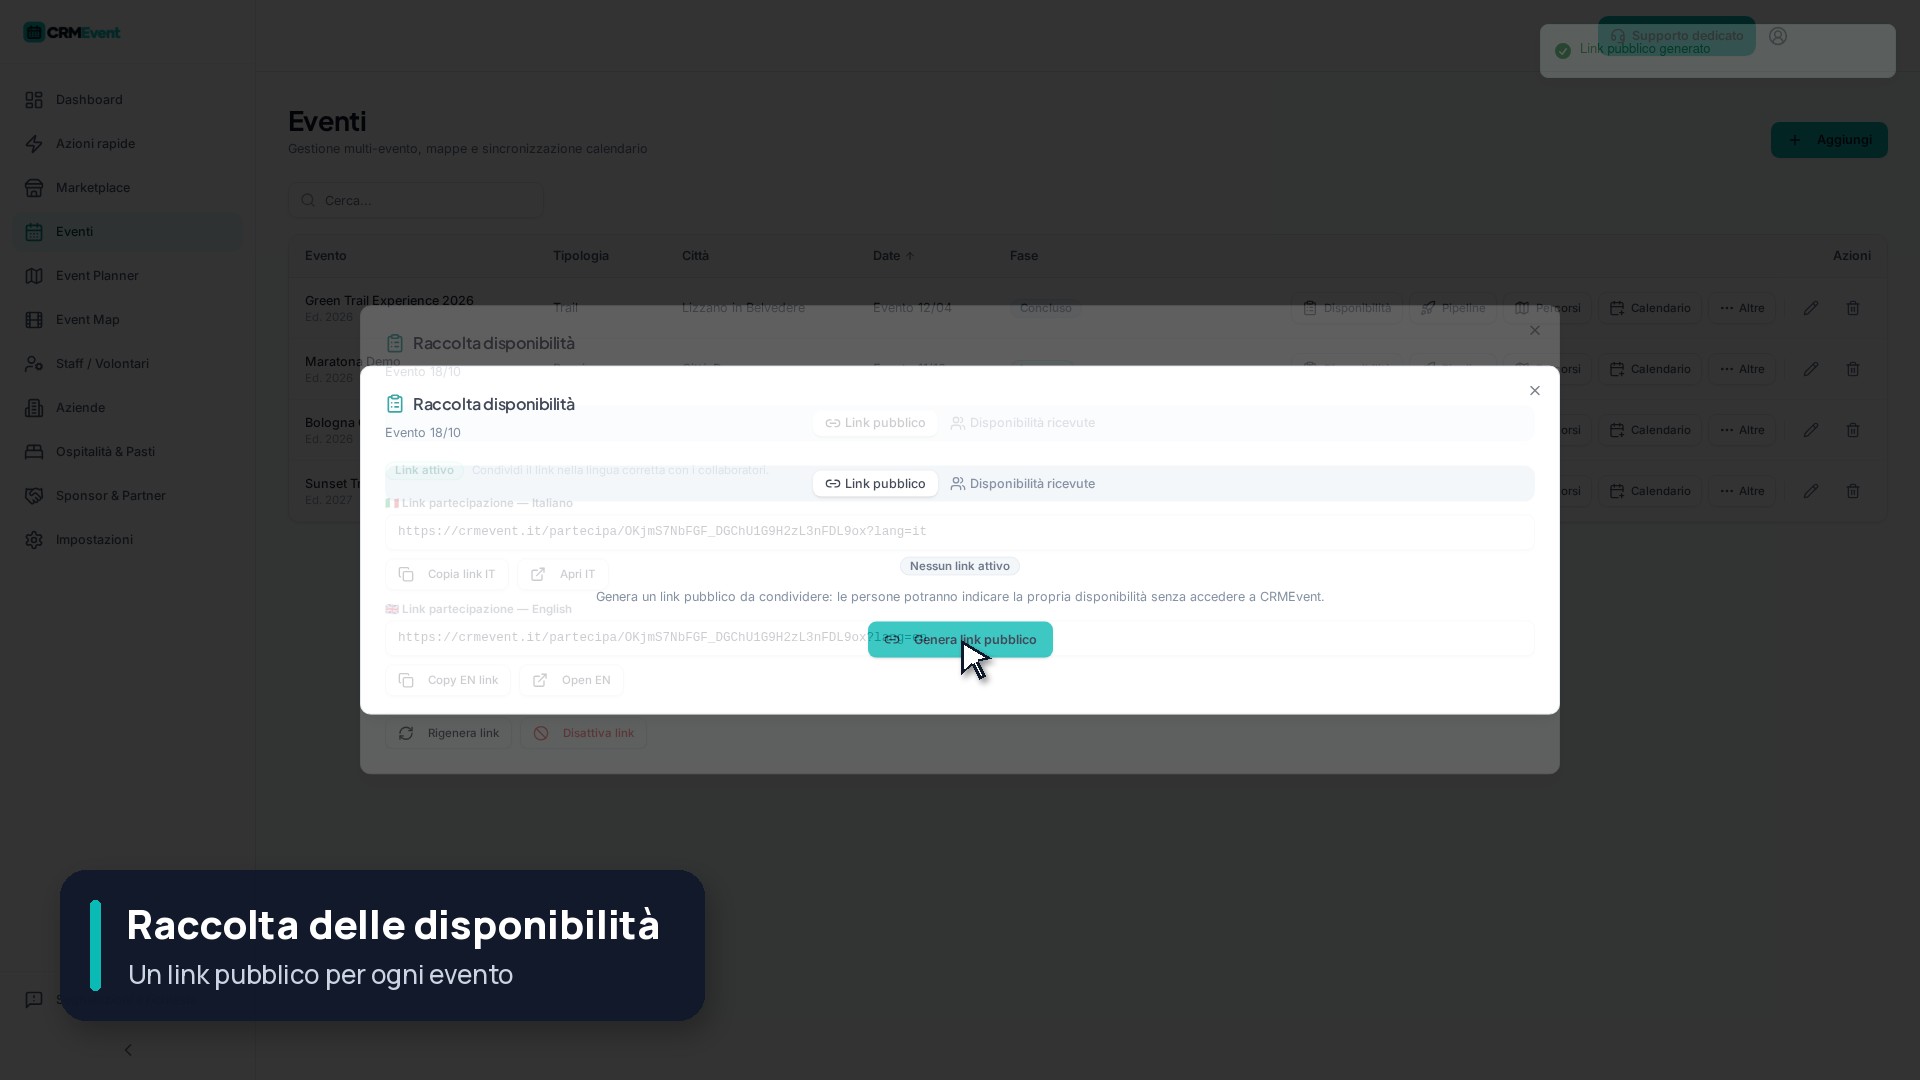 CRMEvent
Supporto dedicato
Link pubblico generato
Dashboard
Azioni rapide
Marketplace
Eventi
Event Planner
Event Map
Staff / Volontari
Aziende
Ospitalità & Pasti
Sponsor & Partner
Impostazioni
Eventi
Gestione multi-evento, mappe e sincronizzazione calendario
Aggiungi
Cerca...
Evento Tipologia Città Date ↑ Fase Azioni
Green Trail Experience 2026 Trail Lizzano in Belvedere Evento 12/04 Concluso Disponibilità Pipeline Percorsi Calendario Altre
Ed. 2026
Maratona Demo Calendario Altre
Ed. 2026
Bologna Calendario Altre
Ed. 2026
Sunset Calendario Altre
Ed. 2027
Raccolta disponibilità
Evento 18/10
Link pubblico Disponibilità ricevute
Link attivo Condividi il link nella lingua corretta con i collaboratori.
Link partecipazione — Italiano
https://crmevent.it/partecipa/OKjmS7NbFGF_DGChU1G9H2zL3nFDL9ox?lang=it
Copia link IT Apri IT
Link partecipazione — English
https://crmevent.it/partecipa/OKjmS7NbFGF_DGChU1G9H2zL3nFDL9ox?lang=en
Copy EN link Open EN
Rigenera link Disattiva link
Raccolta disponibilità
Evento 18/10
Link pubblico Disponibilità ricevute
Nessun link attivo
Genera un link pubblico da condividere: le persone potranno indicare la propria disponibilità senza accedere a CRMEvent.
Genera link pubblico
Raccolta delle disponibilità
Un link pubblico per ogni evento